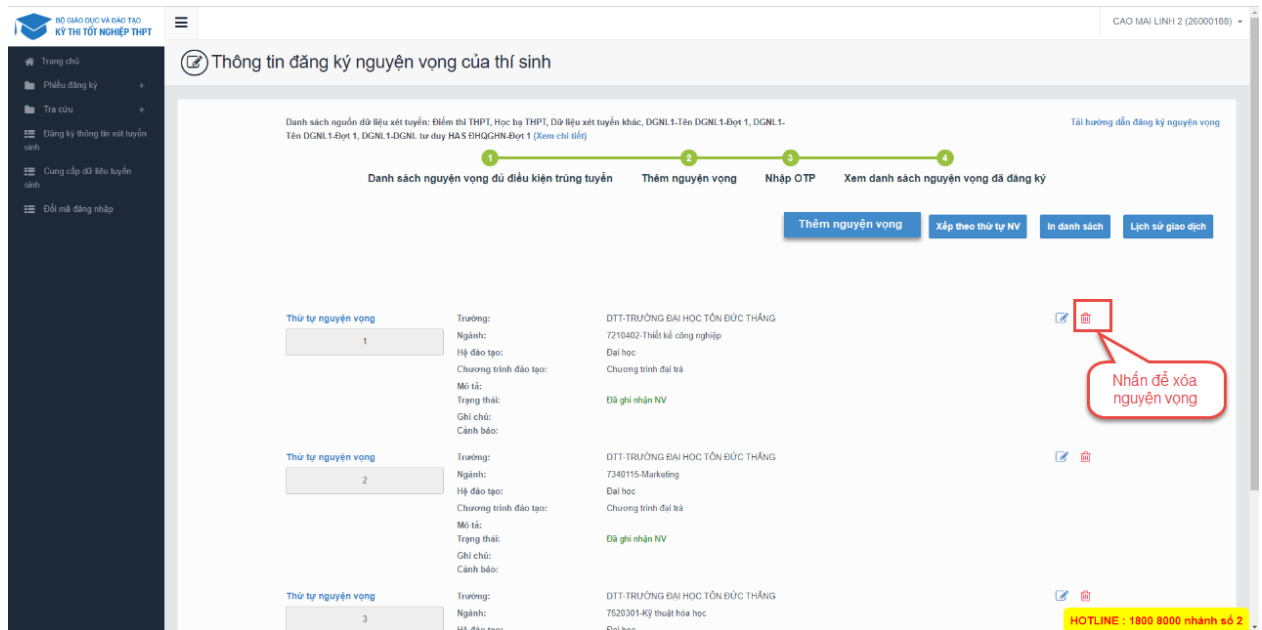 BỘ GIÁO DỤC VÀ ĐÀO TẠO
KỲ THI TỐT NGHIỆP THPT
CAO MAI LINH 2 (26000188)
Trang chủ
Phiếu đăng ký +
Tra cứu +
Đăng ký thông tin xét tuyển
sinh
Cung cấp dữ liệu tuyển
sinh
Đổi mã đăng nhập
Thông tin đăng ký nguyện vọng của thí sinh
Danh sách nguồn dữ liệu xét tuyển: Điểm thi THPT, Học bạ THPT, Dữ liệu xét tuyển khác, DGNL1-Tên DGNL1-Đợt 1, DGNL1-
Tên DGNL1-Đợt 1, DGNL1-DGNL tư duy HAS ĐHQGHN-Đợt 1 (Xem chi tiết)
Tải hướng dẫn đăng ký nguyện vọng
1 2 3 4
Danh sách nguyện vọng đủ điều kiện trúng tuyển Thêm nguyện vọng Nhập OTP Xem danh sách nguyện vọng đã đăng ký
Thêm nguyện vọng Xếp theo thứ tự NV In danh sách Lịch sử giao dịch
Thứ tự nguyện vọng
1
Trường: DTT-TRƯỜNG ĐẠI HỌC TÔN ĐỨC THẮNG
Ngành: 7210402-Thiết kế công nghiệp
Hệ đào tạo: Đại học
Chương trình đào tạo: Chương trình đại trà
Mô tả:
Trạng thái: Đã ghi nhận NV
Ghi chú:
Cảnh báo:
Nhấn để xóa
nguyện vọng
Thứ tự nguyện vọng
2
Trường: DTT-TRƯỜNG ĐẠI HỌC TÔN ĐỨC THẮNG
Ngành: 7340115-Marketing
Hệ đào tạo: Đại học
Chương trình đào tạo: Chương trình đại trà
Mô tả:
Trạng thái: Đã ghi nhận NV
Ghi chú:
Cảnh báo:
Thứ tự nguyện vọng
3
Trường: DTT-TRƯỜNG ĐẠI HỌC TÔN ĐỨC THẮNG
Ngành: 7520301-Kỹ thuật hóa học
Hệ đào tạo: Đại học
HOTLINE : 1800 8000 nhánh số 2